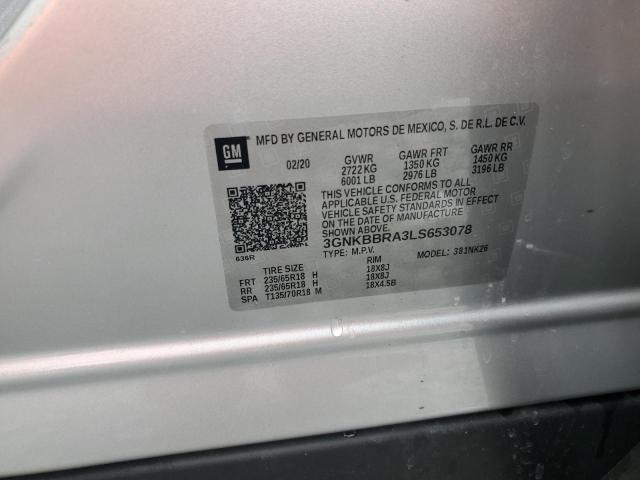 GM
MFD BY GENERAL MOTORS DE MEXICO, S. DE R.L. DE C.V.
02/20 GVWR GAWR FRT GAWR RR
2722 KG 1350 KG 1450 KG
6001 LB 2976 LB 3196 LB
THIS VEHICLE CONFORMS TO ALL
APPLICABLE U.S. FEDERAL MOTOR
VEHICLE SAFETY STANDARDS IN EFFECT
ON THE DATE OF MANUFACTURE
SHOWN ABOVE.
3GNKBBRA3LS653078
636R
TYPE: M.P.V. MODEL: 381NK26
TIRE SIZE RIM
FRT 235/65R18 H 18X8J
RR 235/65R18 H 18X8J
SPA T135/70R18 M 18X4.5B